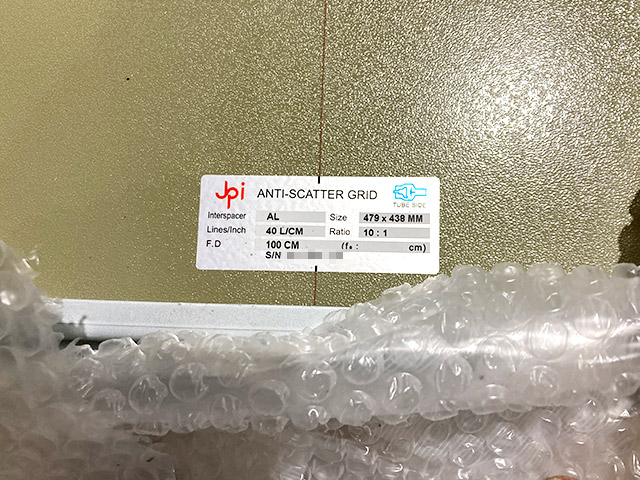 Jpi ANTI-SCATTER GRID
TUBE SIDE
Interspacer AL Size 479 x 438 MM
Lines/Inch 40 L/CM Ratio 10 : 1
F.D 100 CM (f₀ : cm)
S/N